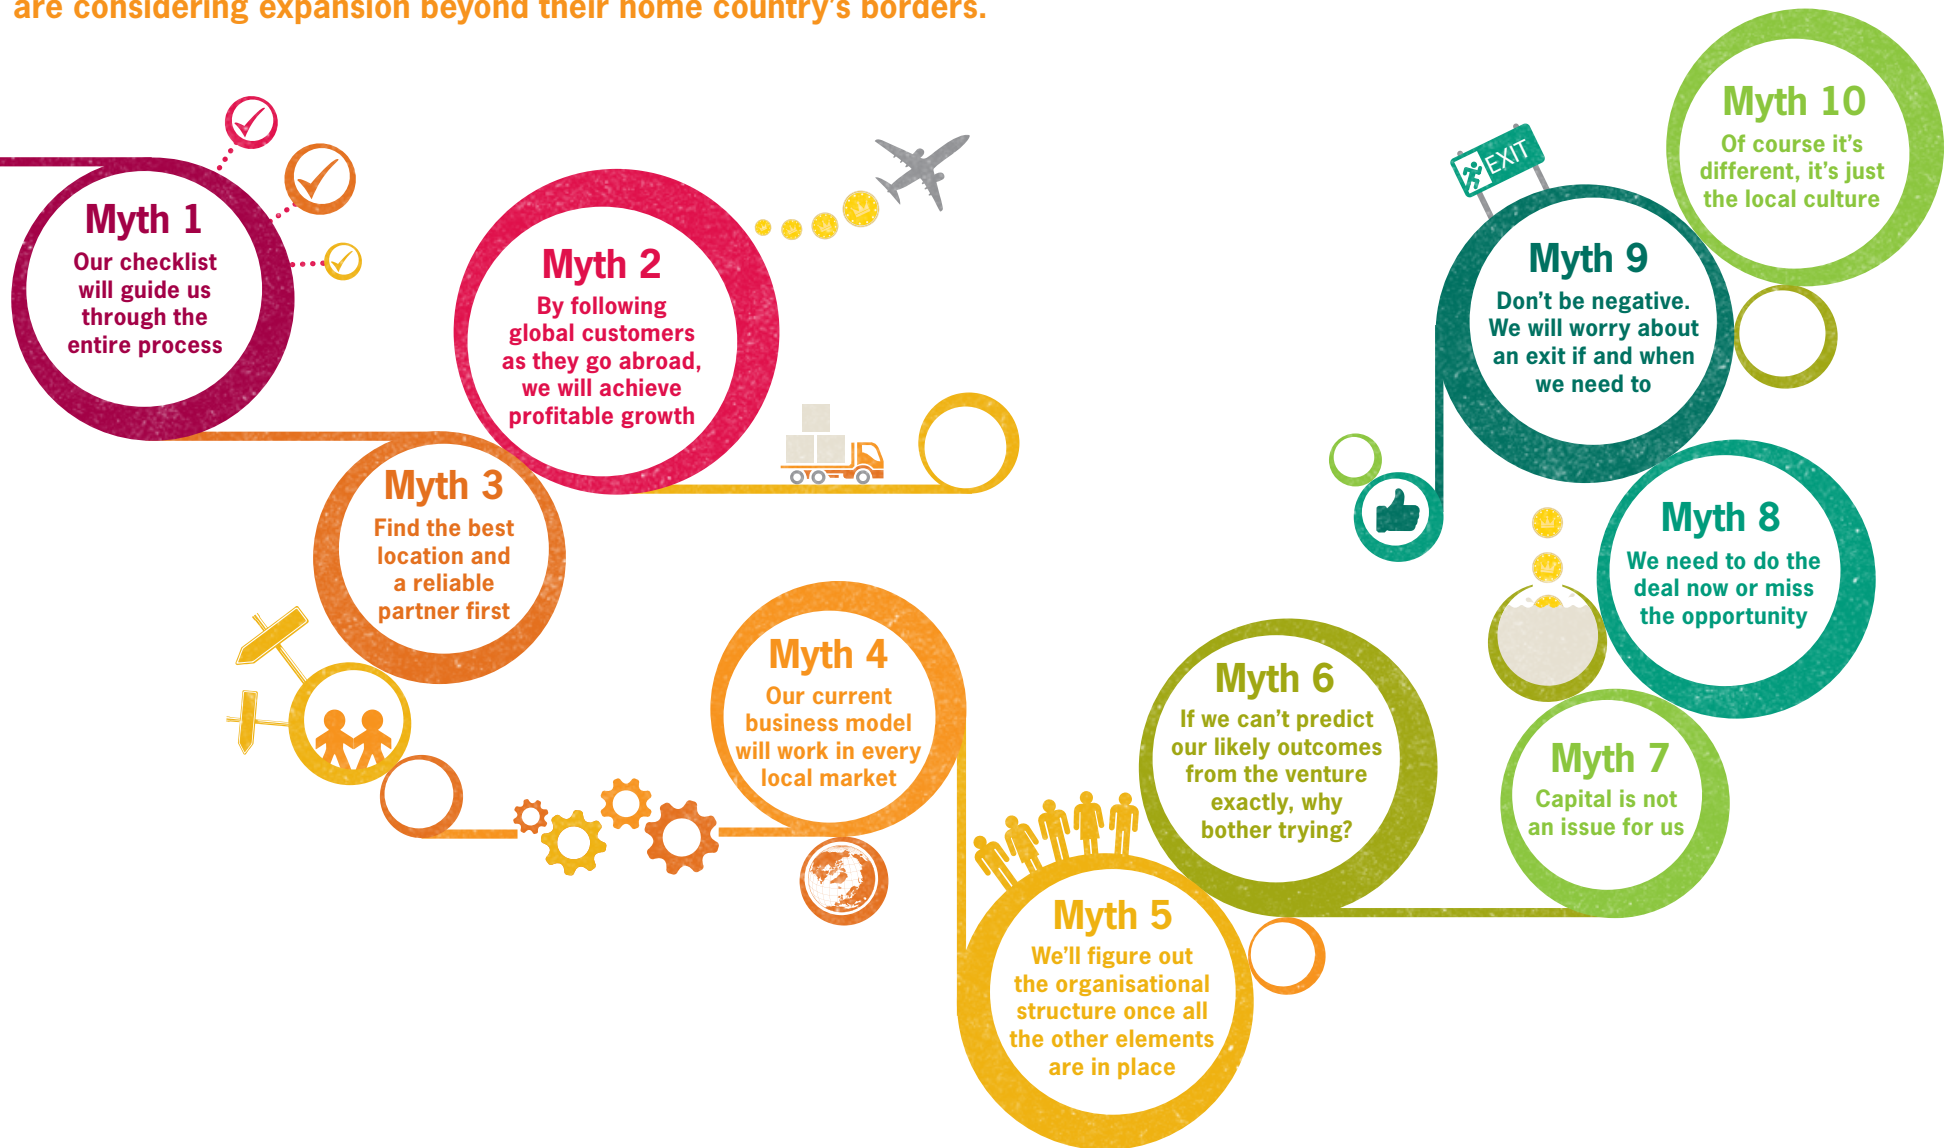 are considering expansion beyond their home country's borders.
Myth 1
Our checklist
will guide us
through the
entire process
Myth 2
By following
global customers
as they go abroad,
we will achieve
profitable growth
Myth 3
Find the best
location and
a reliable
partner first
Myth 4
Our current
business model
will work in every
local market
Myth 5
We'll figure out
the organisational
structure once all
the other elements
are in place
Myth 6
If we can't predict
our likely outcomes
from the venture
exactly, why
bother trying?
Myth 7
Capital is not
an issue for us
Myth 8
We need to do the
deal now or miss
the opportunity
EXIT
Myth 9
Don't be negative.
We will worry about
an exit if and when
we need to
Myth 10
Of course it's
different, it's just
the local culture